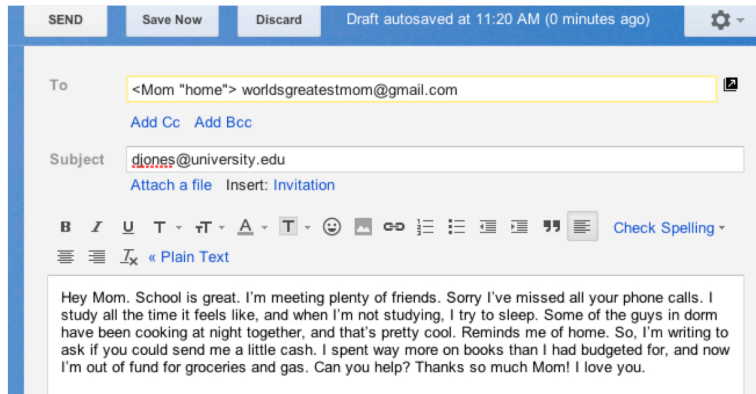 SEND Save Now Discard Draft autosaved at 11:20 AM (0 minutes ago)
To <Mom "home"> worldsgreatestmom@gmail.com
Add Cc Add Bcc
Subject djones@university.edu
Attach a file Insert: Invitation
B I U T TT A T Check Spelling
Tx « Plain Text
Hey Mom. School is great. I'm meeting plenty of friends. Sorry I've missed all your phone calls. I
study all the time it feels like, and when I'm not studying, I try to sleep. Some of the guys in dorm
have been cooking at night together, and that's pretty cool. Reminds me of home. So, I'm writing to
ask if you could send me a little cash. I spent way more on books than I had budgeted for, and now
I'm out of fund for groceries and gas. Can you help? Thanks so much Mom! I love you.